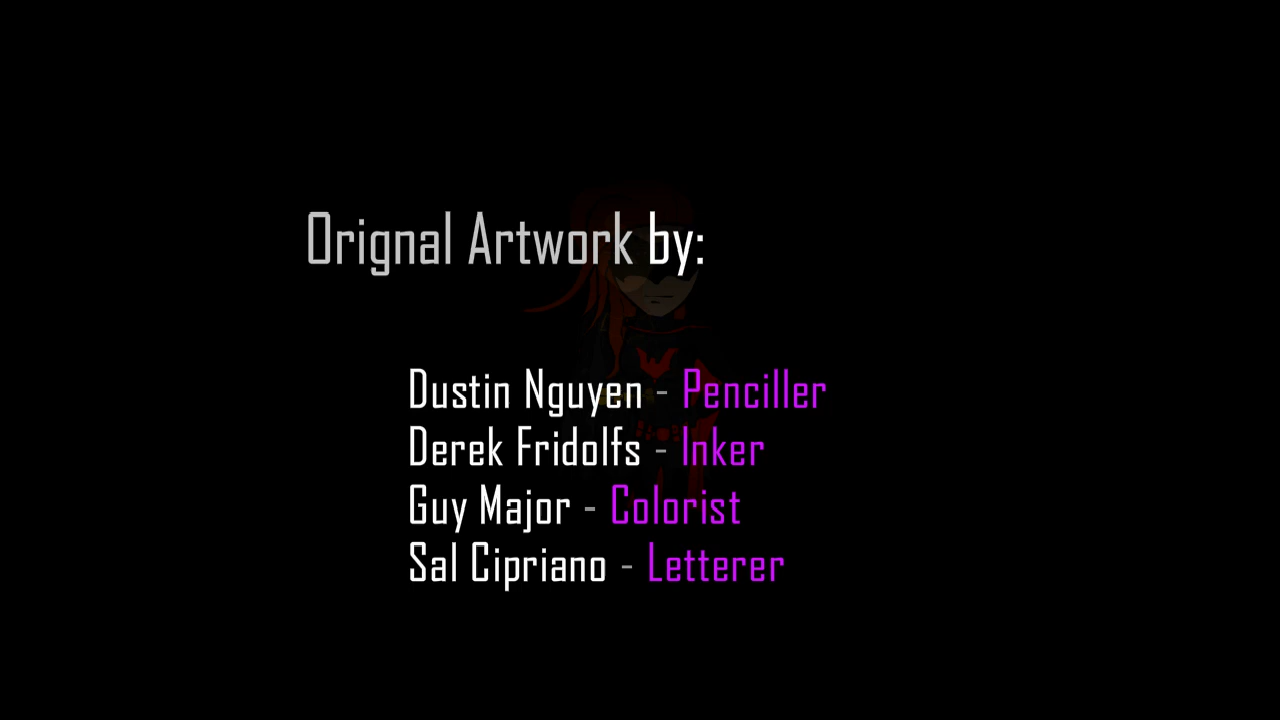 Orignal Artwork by:
Dustin Nguyen - Penciller
Derek Fridolfs - Inker
Guy Major - Colorist
Sal Cipriano - Letterer